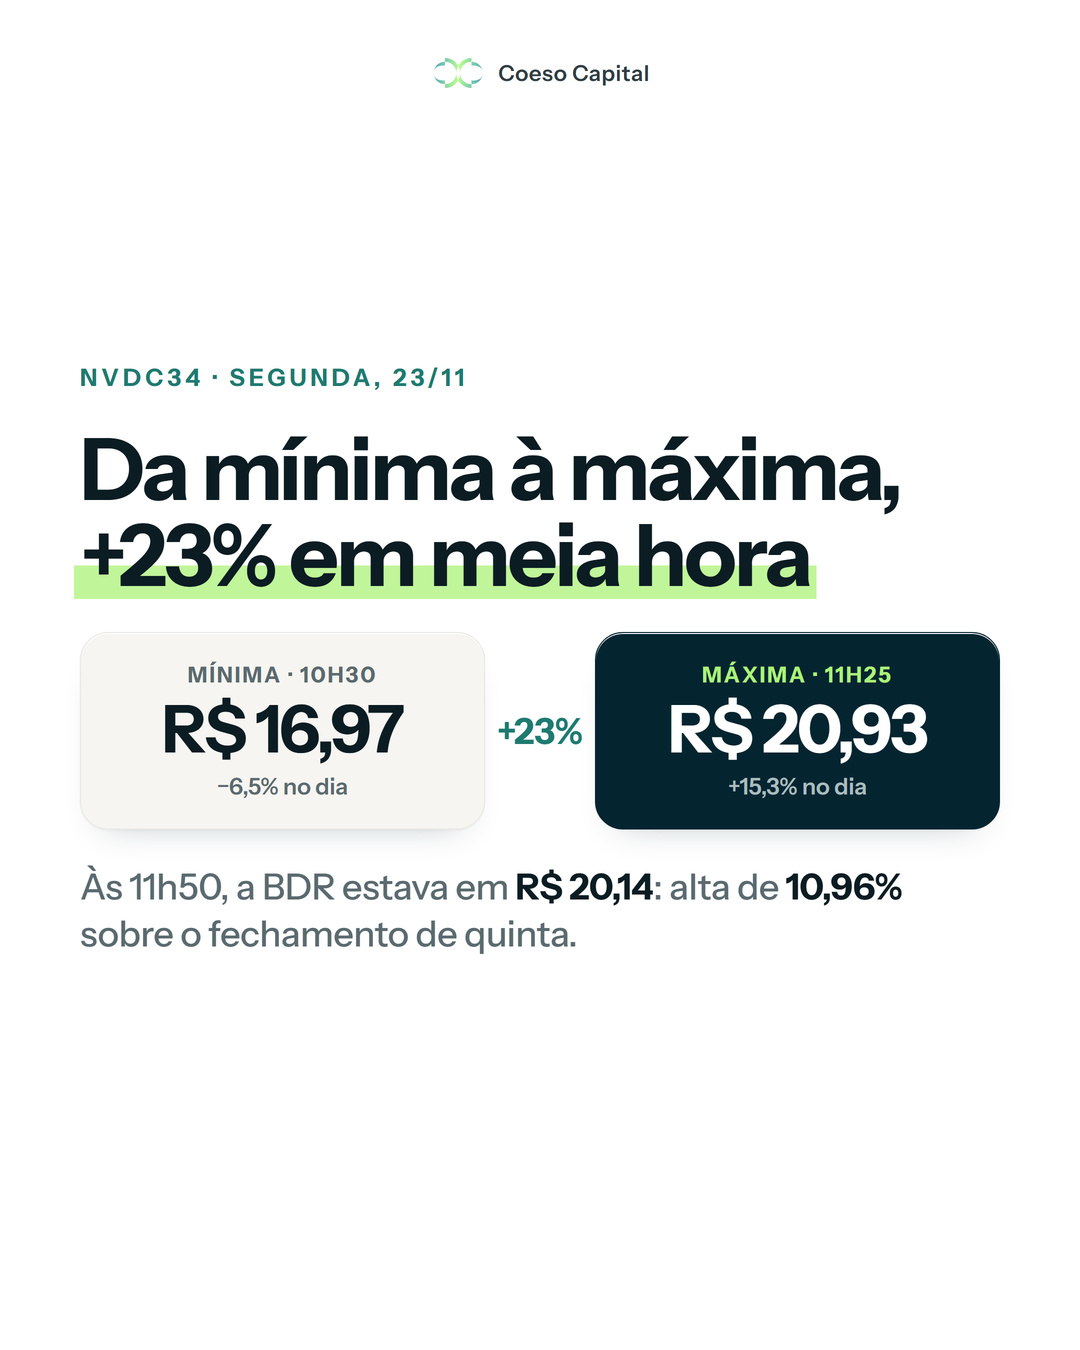 Coeso Capital
NVDC34 · SEGUNDA, 23/11
Da mínima à máxima,
+23% em meia hora
MÍNIMA · 10H30
R$ 16,97
−6,5% no dia
+23%
MÁXIMA · 11H25
R$ 20,93
+15,3% no dia
Às 11h50, a BDR estava em R$ 20,14: alta de 10,96%
sobre o fechamento de quinta.